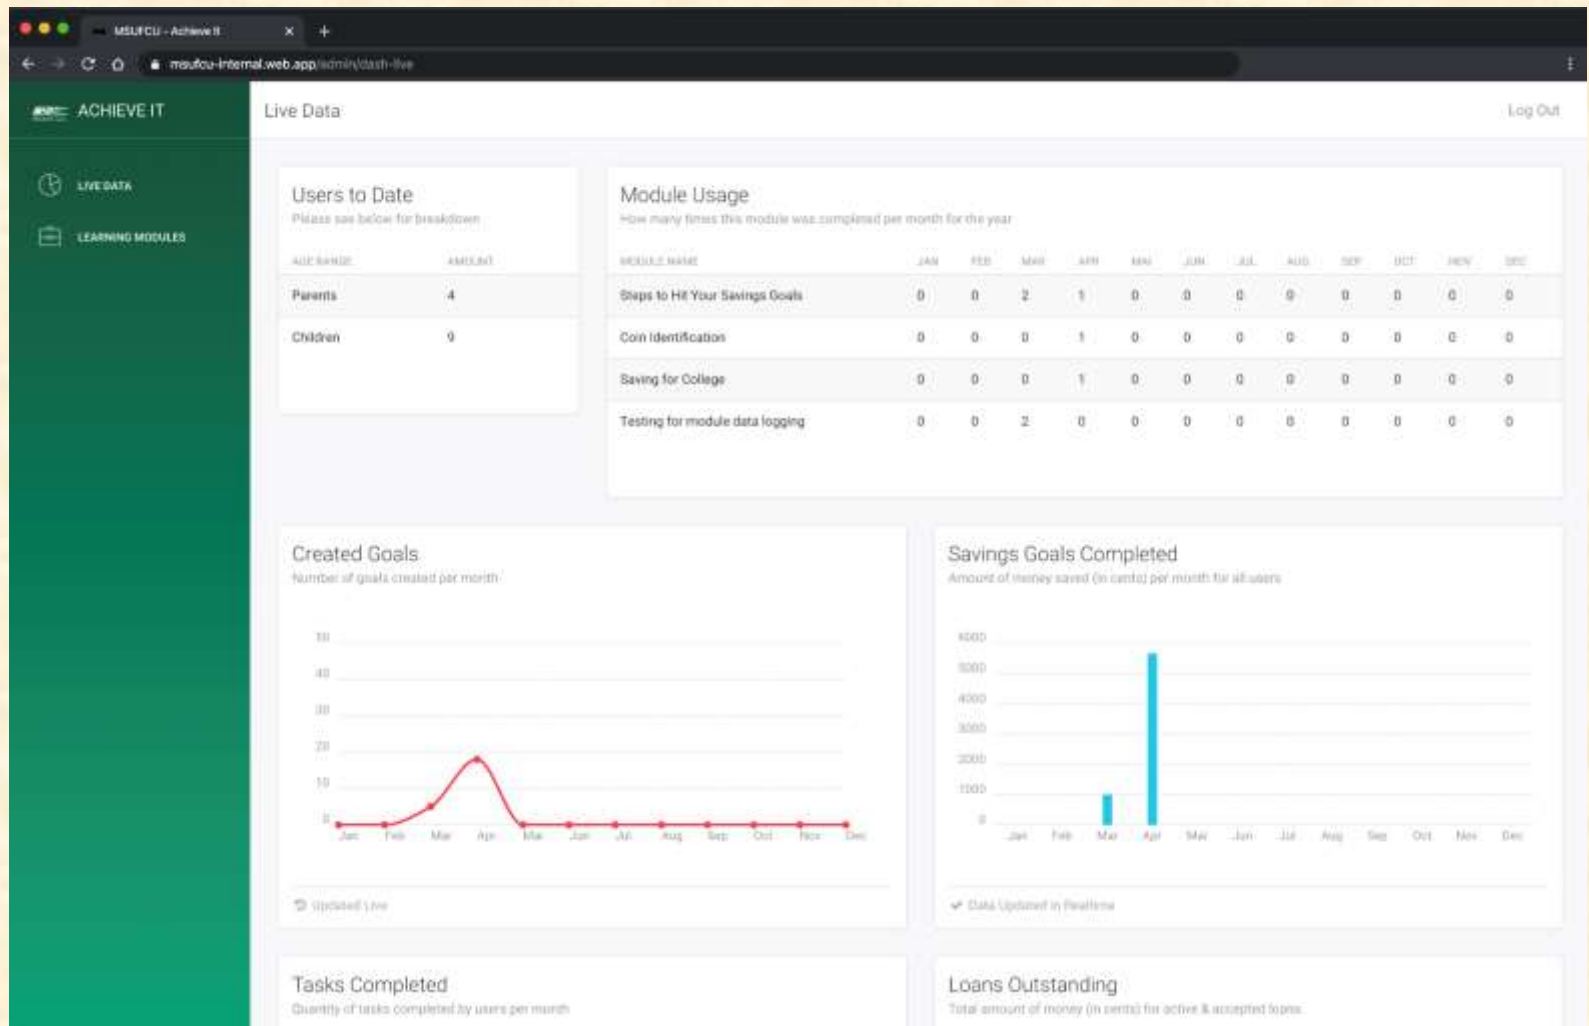 MSUFCU - Achieve It
msufcu-internal.web.app/admin/dash-live
ACHIEVE IT
Live Data
Log Out
LIVE DATA
LEARNING MODULES
Users to Date
Please see below for breakdown
AGE RANGE AMOUNT
Parents 4
Children 9
Module Usage
How many times this module was completed per month for the year
MODULE NAME JAN FEB MAR APR MAI JUN JUL AUG SEP OCT NOV DEC
Steps to Hit Your Savings Goals 0 0 2 1 0 0 0 0 0 0 0 0
Coin Identification 0 0 0 1 0 0 0 0 0 0 0 0
Saving for College 0 0 0 1 0 0 0 0 0 0 0 0
Testing for module data logging 0 0 2 0 0 0 0 0 0 0 0 0
Created Goals
Number of goals created per month
50
40
30
20
10
0
Jan Feb Mar Apr Mai Jun Jul Aug Sep Oct Nov Dec
Updated Live
Savings Goals Completed
Amount of money saved (in cents) per month for all users
6000
5000
4000
3000
2000
1000
0
Jan Feb Mar Apr Mai Jun Jul Aug Sep Oct Nov Dec
Data Updated in Realtime
Tasks Completed
Quantity of tasks completed by users per month
Loans Outstanding
Total amount of money (in cents) for active & accepted loans